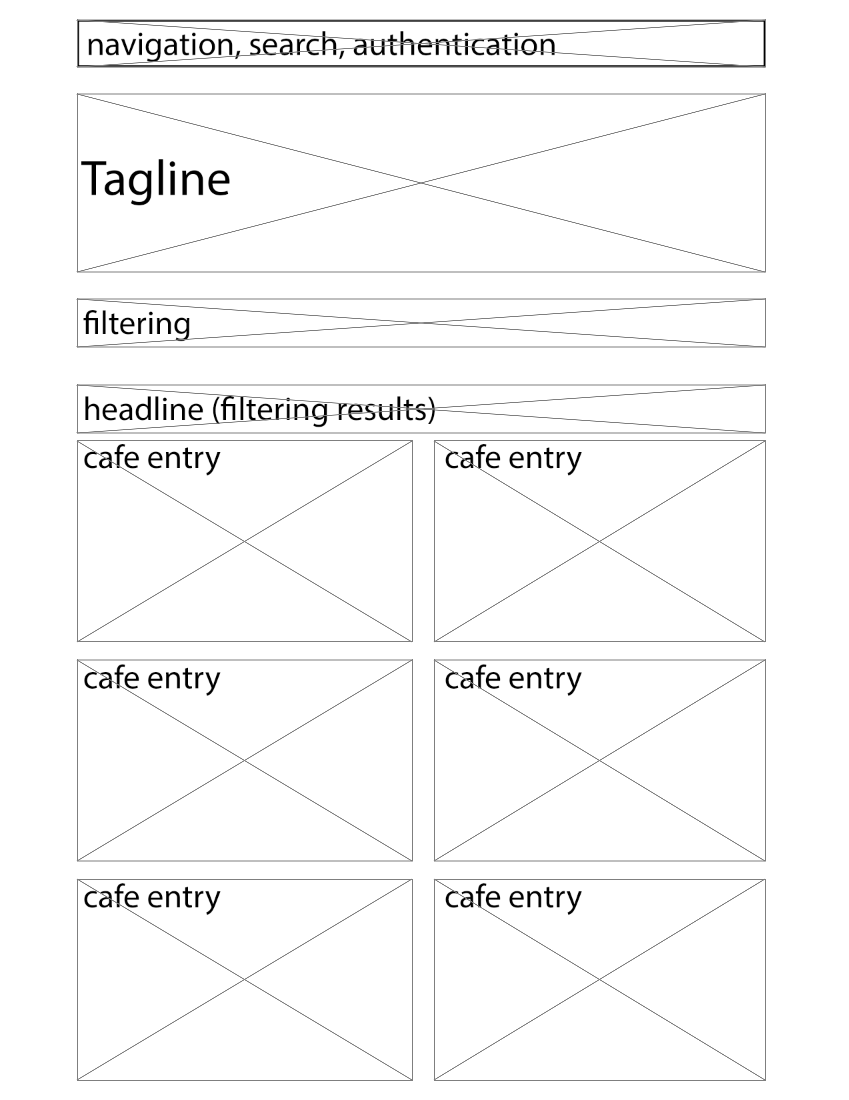 navigation, search, authentication
Tagline
filtering
headline (filtering results)
cafe entry
cafe entry
cafe entry
cafe entry
cafe entry
cafe entry